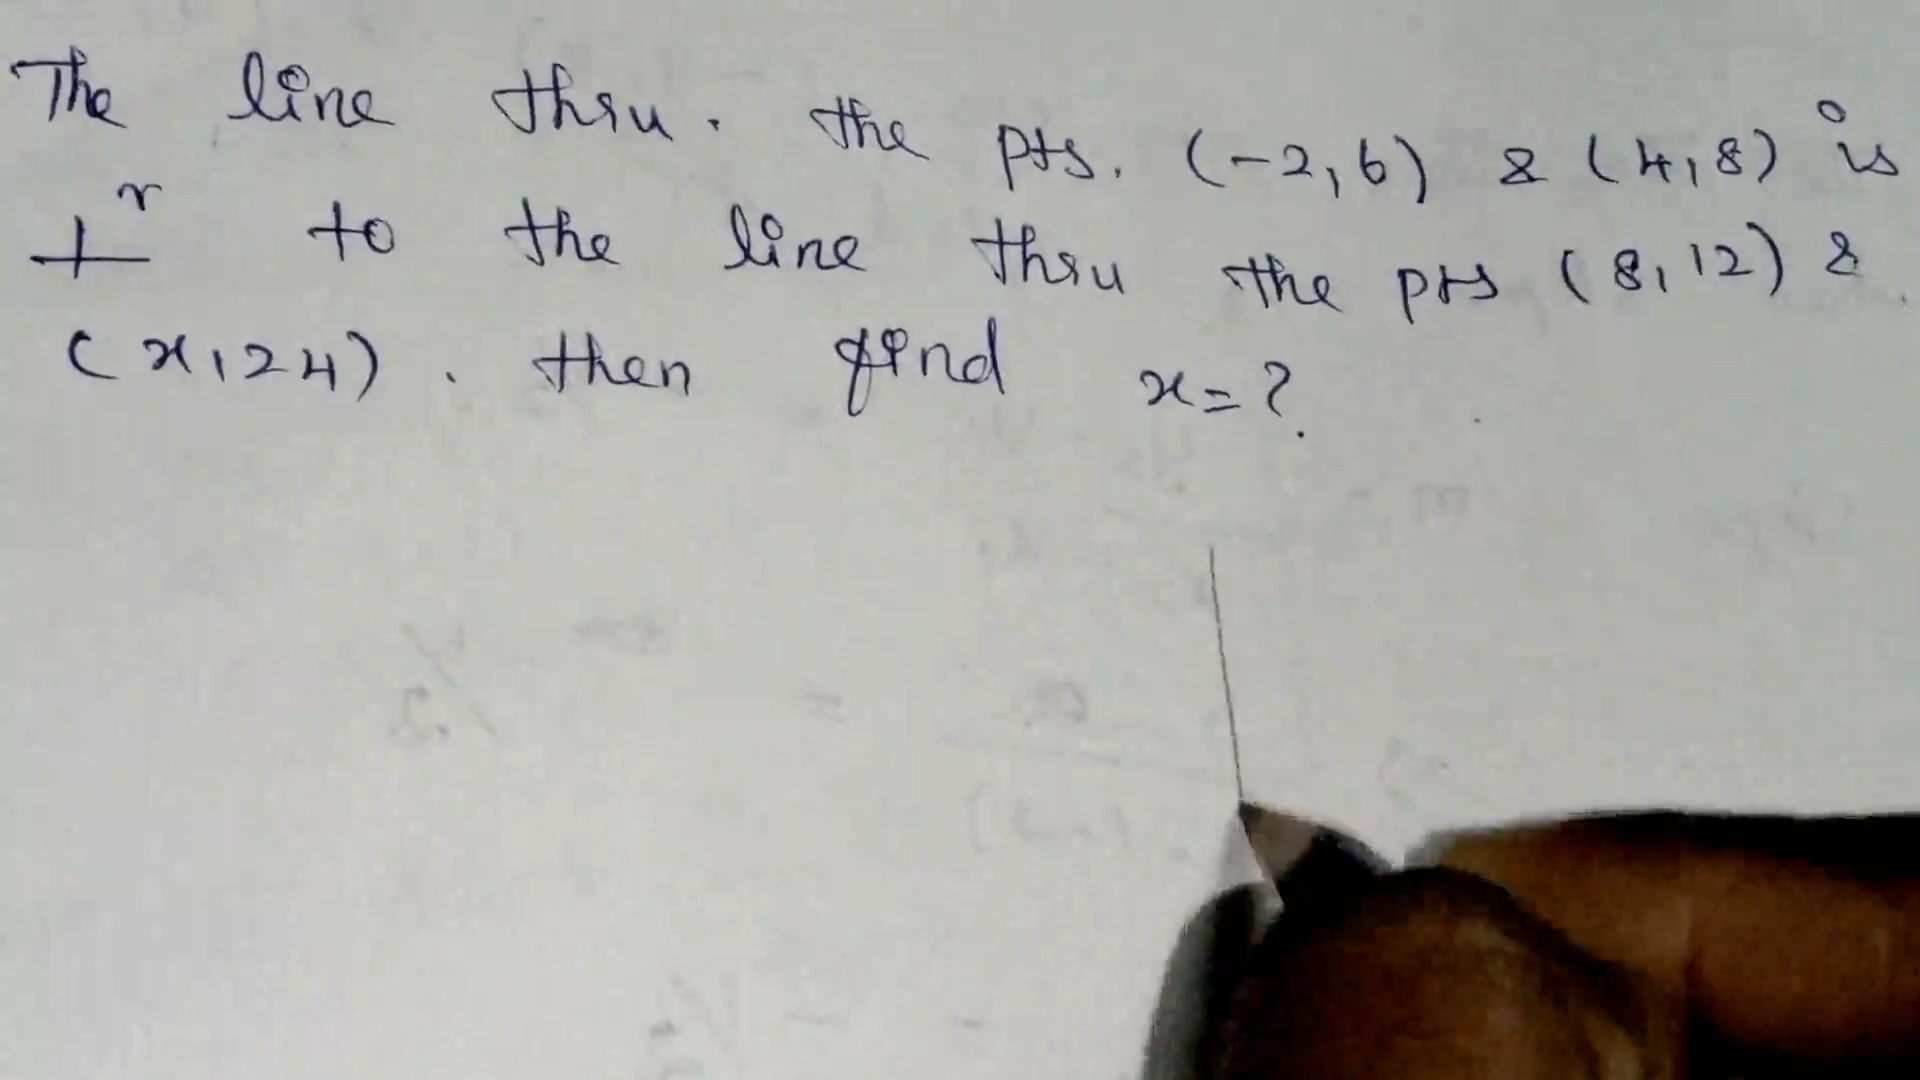 The line thru. the pts. (-2,6) & (4,8) is
⊥r to the line thru the pts (8,12) &
(x,24). then find x=?